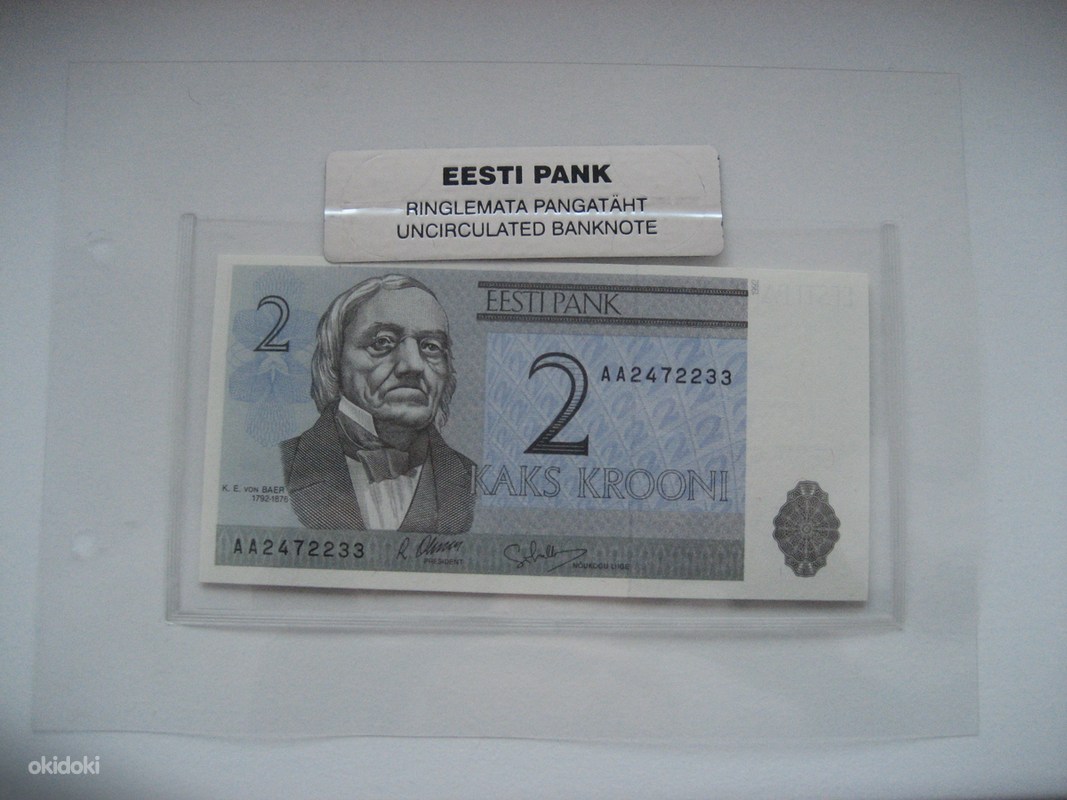 EESTI PANK
RINGLEMATA PANGATÄHT
UNCIRCULATED BANKNOTE
2
EESTI PANK
1992
2
AA2472233
KAKS KROONI
K. E. VON BAER
1792-1876
AA2472233
PRESIDENT
NÕUKOGU LIIGE
okidoki